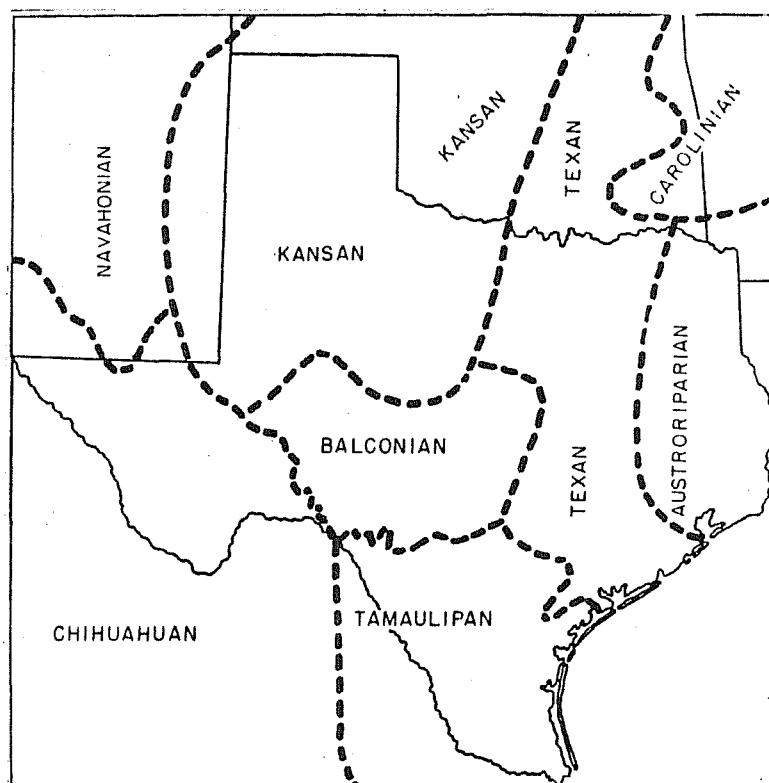 NAVAHONIAN
KANSAN
KANSAN
TEXAN
CAROLINIAN
BALCONIAN
TEXAN
AUSTRORIPARIAN
CHIHUAHUAN
TAMAULIPAN